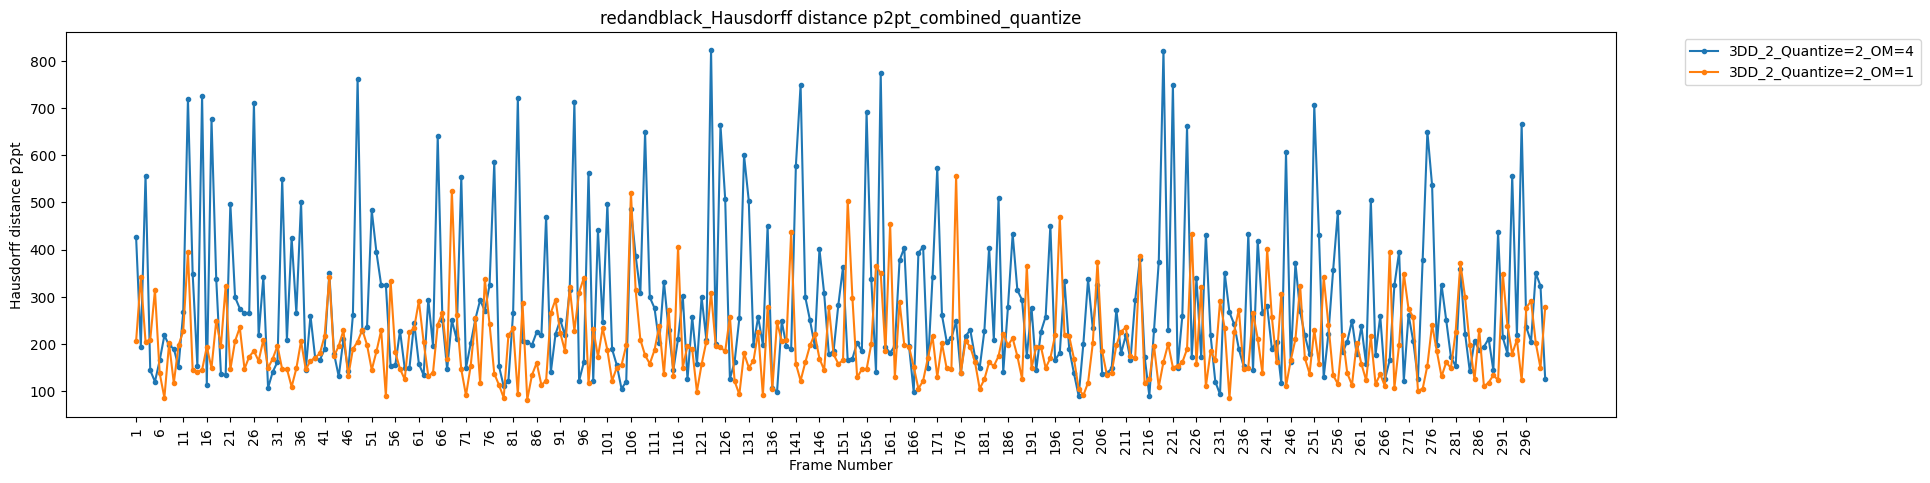 redandblack_Hausdorff distance p2pt_combined_quantize
3DD_2_Quantize=2_OM=4
3DD_2_Quantize=2_OM=1
Hausdorff distance p2pt
800
700
600
500
400
300
200
100
1 6 11 16 21 26 31 36 41 46 51 56 61 66 71 76 81 86 91 96 101 106 111 116 121 126 131 136 141 146 151 156 161 166 171 176 181 186 191 196 201 206 211 216 221 226 231 236 241 246 251 256 261 266 271 276 281 286 291 296
Frame Number